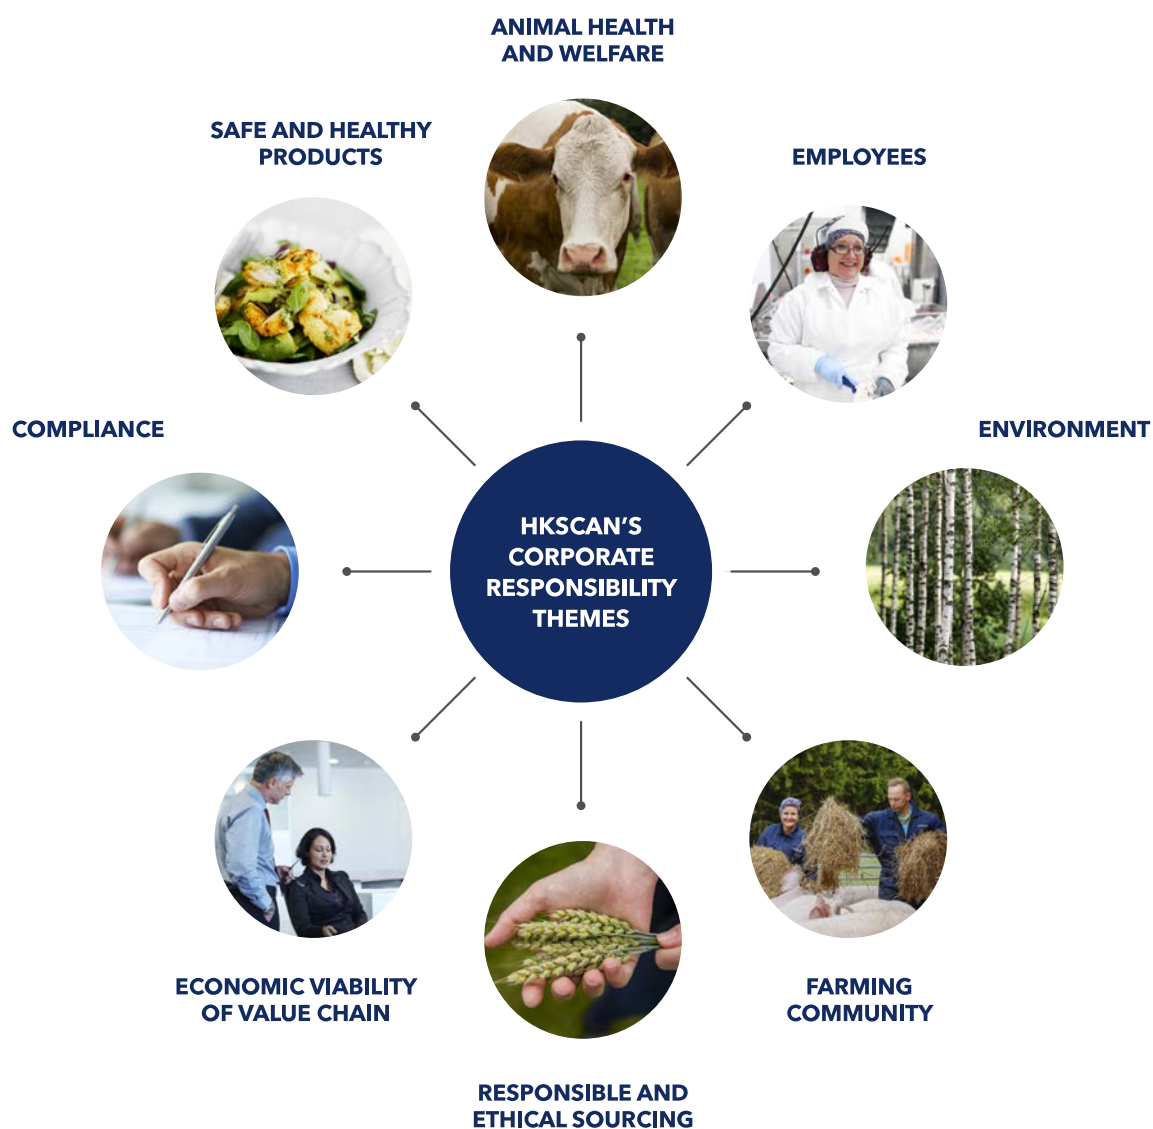 ANIMAL HEALTH
AND WELFARE
SAFE AND HEALTHY
PRODUCTS
EMPLOYEES
COMPLIANCE
ENVIRONMENT
HKSCAN’S
CORPORATE
RESPONSIBILITY
THEMES
ECONOMIC VIABILITY
OF VALUE CHAIN
FARMING
COMMUNITY
RESPONSIBLE AND
ETHICAL SOURCING